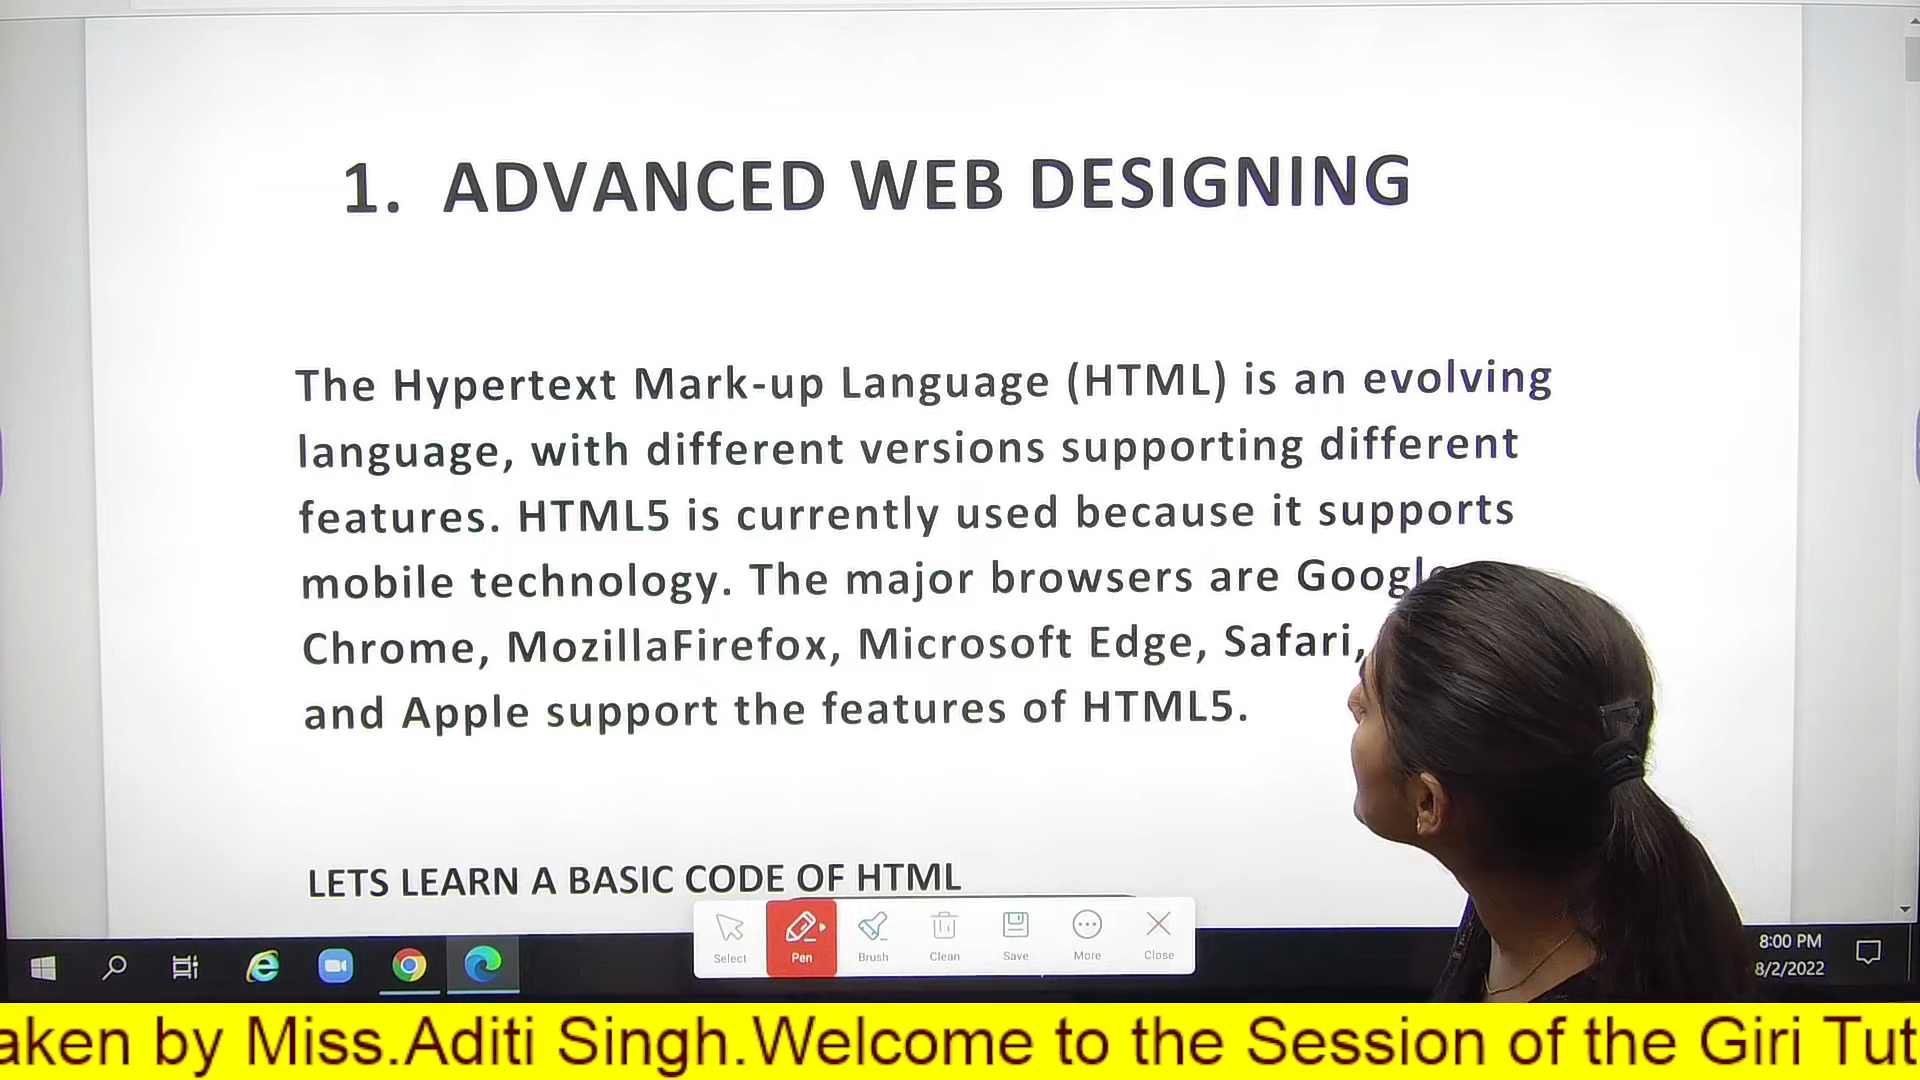 1. ADVANCED WEB DESIGNING
The Hypertext Mark-up Language (HTML) is an evolving
language, with different versions supporting different
features. HTML5 is currently used because it supports
mobile technology. The major browsers are Google
Chrome, MozillaFirefox, Microsoft Edge, Safari,
and Apple support the features of HTML5.
LETS LEARN A BASIC CODE OF HTML
Select Pen Brush Clean Save More Close
8:00 PM
8/2/2022
aken by Miss.Aditi Singh.Welcome to the Session of the Giri Tut